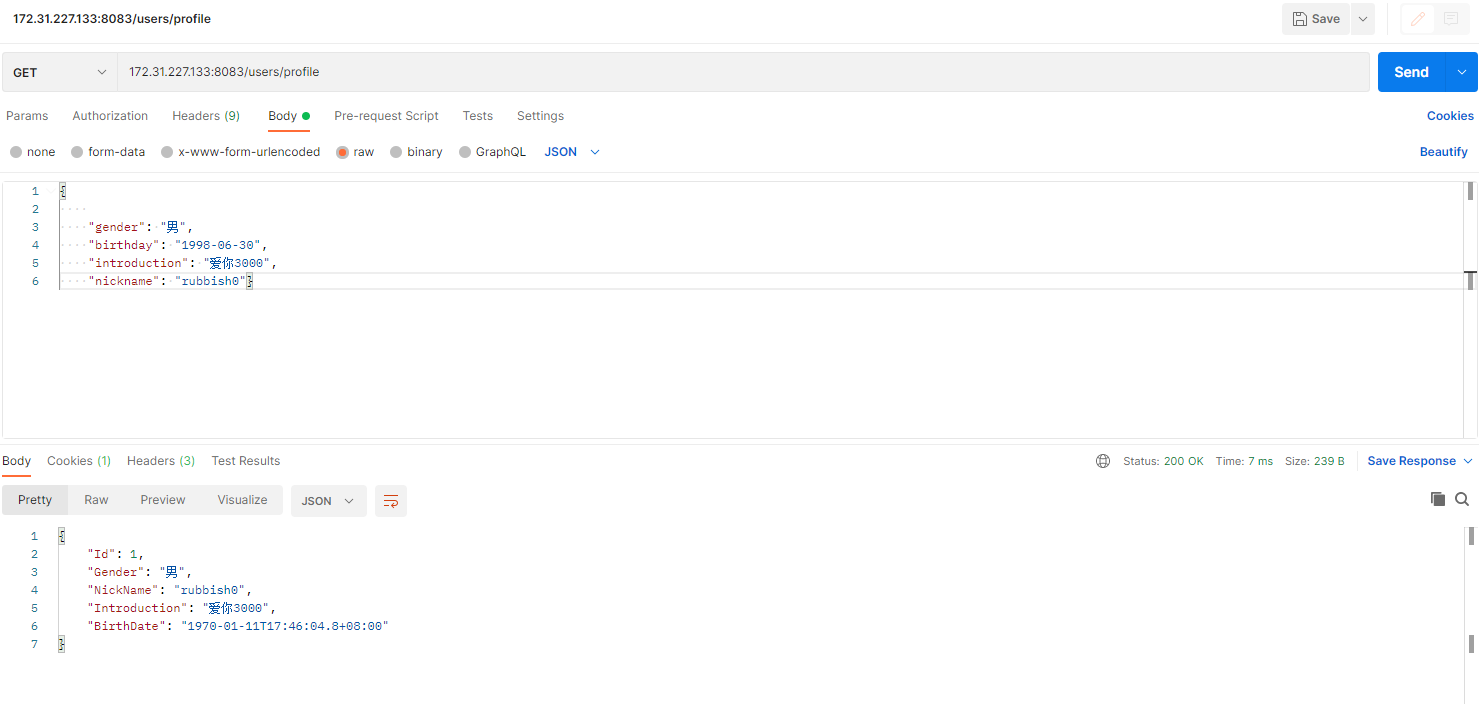 172.31.227.133:8083/users/profile
Save
GET
172.31.227.133:8083/users/profile
Send
Params Authorization Headers (9) Body Pre-request Script Tests Settings Cookies
none form-data x-www-form-urlencoded raw binary GraphQL JSON Beautify
1 {
2
3 "gender": "男",
4 "birthday": "1998-06-30",
5 "introduction": "爱你3000",
6 "nickname": "rubbish0"}
Body Cookies (1) Headers (3) Test Results Status: 200 OK Time: 7 ms Size: 239 B Save Response
Pretty Raw Preview Visualize JSON
1 {
2 "Id": 1,
3 "Gender": "男",
4 "NickName": "rubbish0",
5 "Introduction": "爱你3000",
6 "BirthDate": "1970-01-11T17:46:04.8+08:00"
7 }